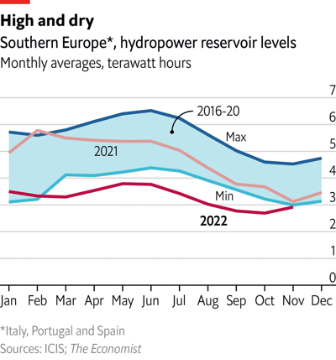 High and dry
Southern Europe*, hydropower reservoir levels
Monthly averages, terawatt hours
7
2016-20
6
Max
2021
5
4
Min
3
2022
2
1
0
Jan Feb Mar Apr May Jun Jul Aug Sep Oct Nov Dec
*Italy, Portugal and Spain
Sources: ICIS; The Economist